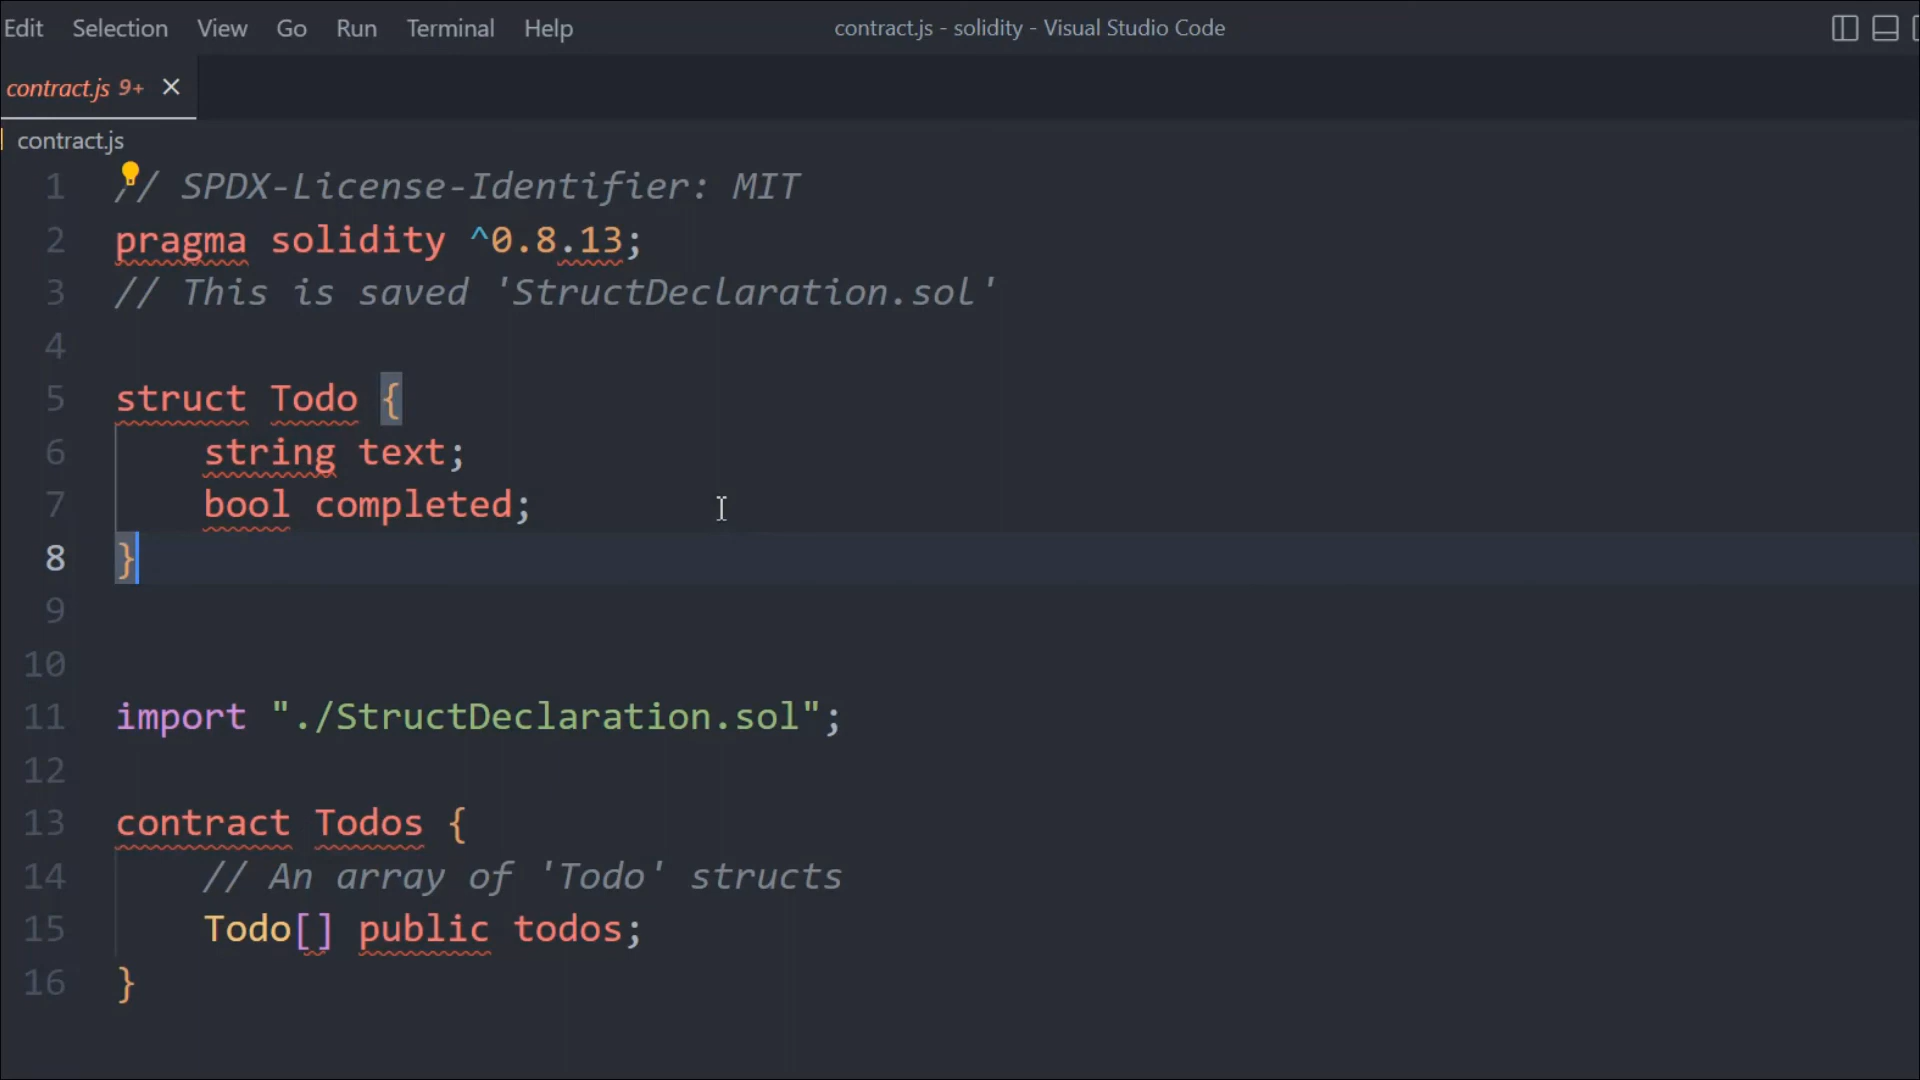 Edit Selection View Go Run Terminal Help contract.js - solidity - Visual Studio Code
contract.js 9+
contract.js
1 // SPDX-License-Identifier: MIT
2 pragma solidity ^0.8.13;
3 // This is saved 'StructDeclaration.sol'
4
5 struct Todo {
6 string text;
7 bool completed;
8 }
9
10
11 import "./StructDeclaration.sol";
12
13 contract Todos {
14 // An array of 'Todo' structs
15 Todo[] public todos;
16 }